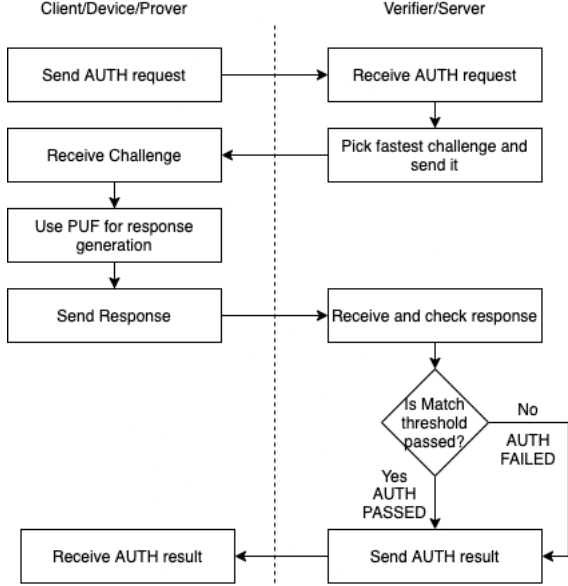 Client/Device/Prover
Verifier/Server
Send AUTH request
Receive AUTH request
Receive Challenge
Pick fastest challenge and
send it
Use PUF for response
generation
Send Response
Receive and check response
Is Match
threshold
passed?
No
AUTH
FAILED
Yes
AUTH
PASSED
Receive AUTH result
Send AUTH result